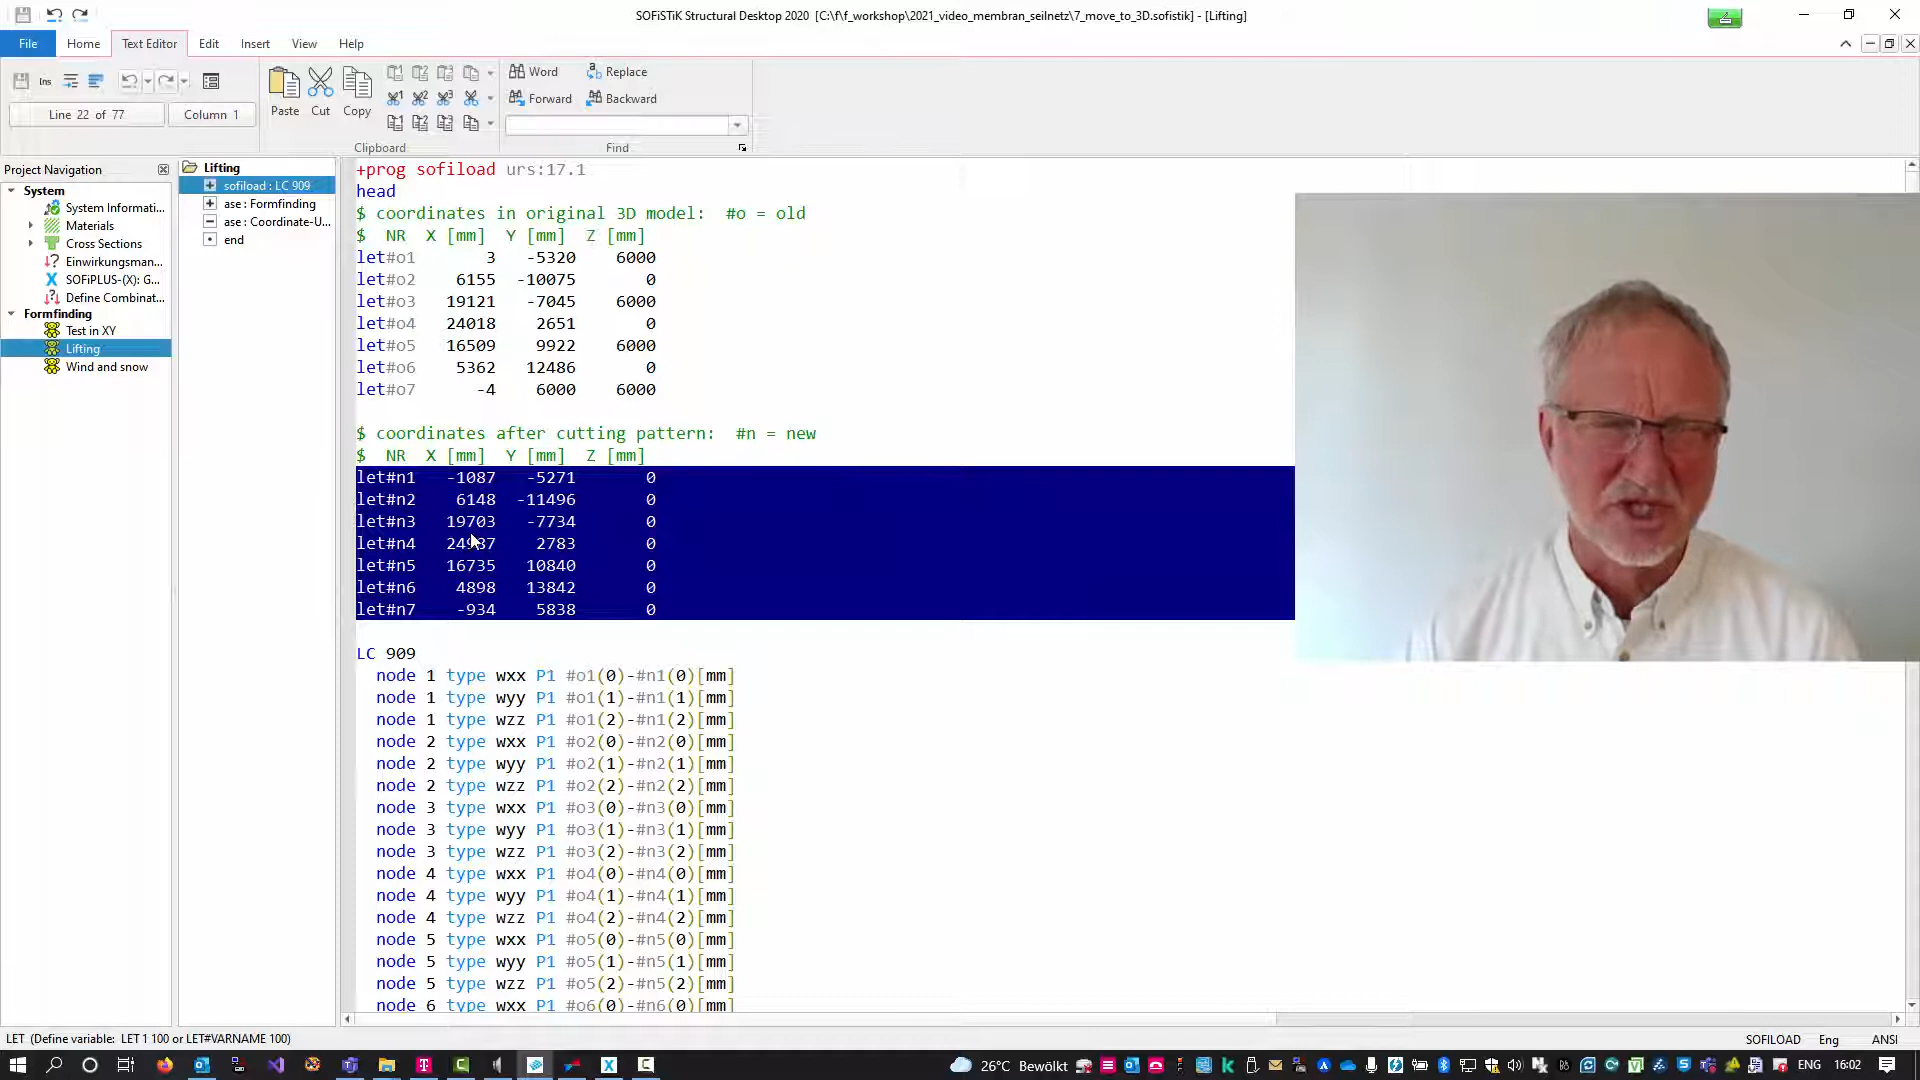 SOFiSTiK Structural Desktop 2020 [C:\f\f_workshop\2021_video_membran_seilnetz\7_move_to_3D.sofistik] - [Lifting]
File Home Text Editor Edit Insert View Help
Ins
Line 22 of 77 Column 1
Paste Cut Copy
Clipboard
Word Replace
Forward Backward
Find
Project Navigation
System
System Informati...
Materials
Cross Sections
Einwirkungsman...
SOFiPLUS-(X): G...
Define Combinat...
Formfinding
Test in XY
Lifting
Wind and snow
Lifting
sofiload : LC 909
ase : Formfinding
ase : Coordinate-U...
end
+prog sofiload urs:17.1
head
$ coordinates in original 3D model: #o = old
$ NR X [mm] Y [mm] Z [mm]
let#o1 3 -5320 6000
let#o2 6155 -10075 0
let#o3 19121 -7045 6000
let#o4 24018 2651 0
let#o5 16509 9922 6000
let#o6 5362 12486 0
let#o7 -4 6000 6000
$ coordinates after cutting pattern: #n = new
$ NR X [mm] Y [mm] Z [mm]
let#n1 -1087 -5271 0
let#n2 6148 -11496 0
let#n3 19703 -7734 0
let#n4 24987 2783 0
let#n5 16735 10840 0
let#n6 4898 13842 0
let#n7 -934 5838 0
LC 909
node 1 type wxx P1 #o1(0)-#n1(0)[mm]
node 1 type wyy P1 #o1(1)-#n1(1)[mm]
node 1 type wzz P1 #o1(2)-#n1(2)[mm]
node 2 type wxx P1 #o2(0)-#n2(0)[mm]
node 2 type wyy P1 #o2(1)-#n2(1)[mm]
node 2 type wzz P1 #o2(2)-#n2(2)[mm]
node 3 type wxx P1 #o3(0)-#n3(0)[mm]
node 3 type wyy P1 #o3(1)-#n3(1)[mm]
node 3 type wzz P1 #o3(2)-#n3(2)[mm]
node 4 type wxx P1 #o4(0)-#n4(0)[mm]
node 4 type wyy P1 #o4(1)-#n4(1)[mm]
node 4 type wzz P1 #o4(2)-#n4(2)[mm]
node 5 type wxx P1 #o5(0)-#n5(0)[mm]
node 5 type wyy P1 #o5(1)-#n5(1)[mm]
node 5 type wzz P1 #o5(2)-#n5(2)[mm]
node 6 type wxx P1 #o6(0)-#n6(0)[mm]
LET (Define variable: LET 1 100 or LET#VARNAME 100)
SOFILOAD Eng ANSI
26°C Bewölkt ENG 16:02